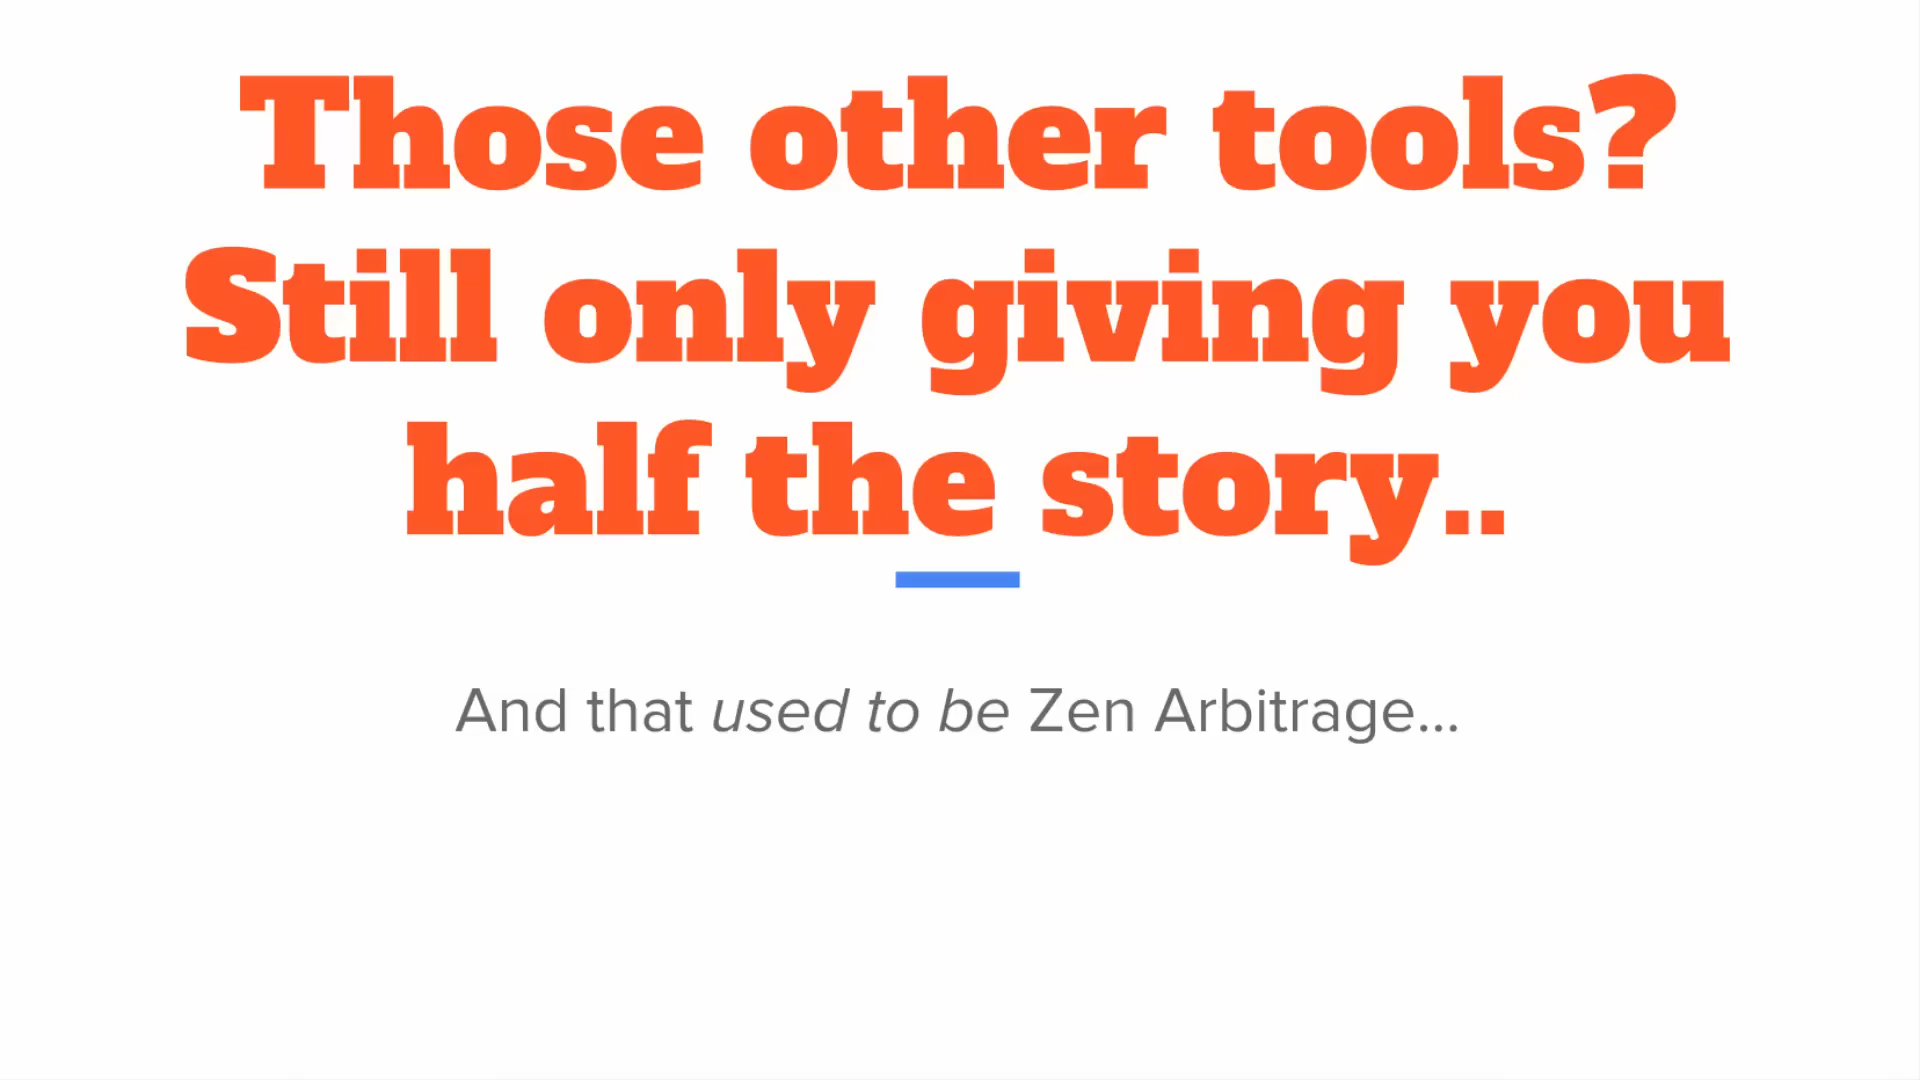 Those other tools?
Still only giving you
half the story..
And that used to be Zen Arbitrage...